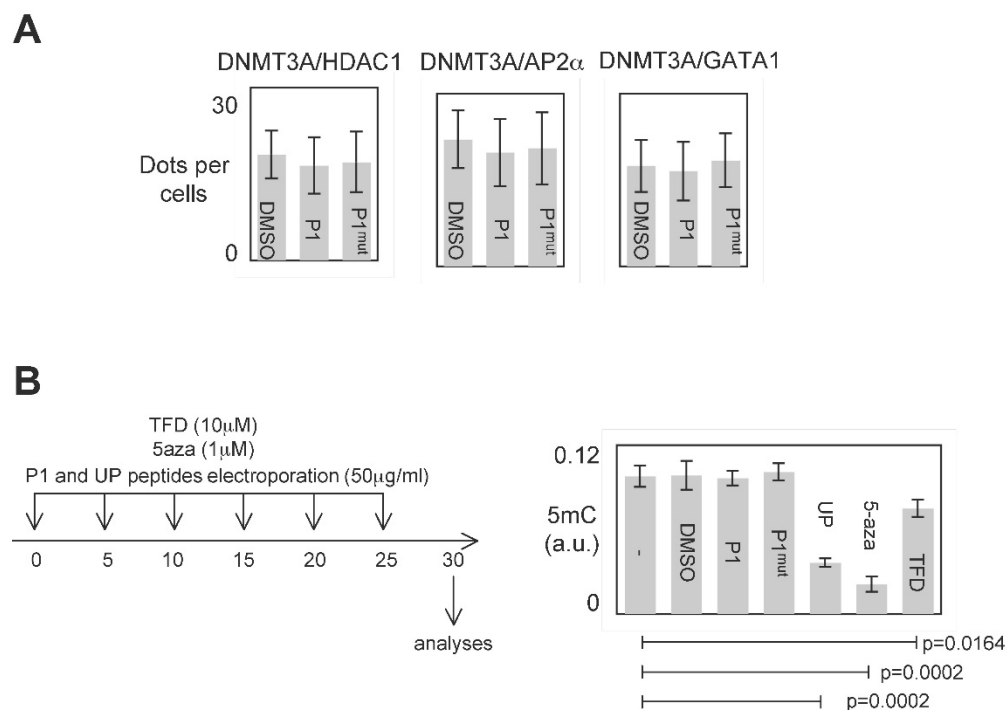 A
DNMT3A/HDAC1 DNMT3A/AP2α DNMT3A/GATA1
30
Dots per
cells
0
DMSO P1 P1mut
DMSO P1 P1mut
DMSO P1 P1mut
B
TFD (10μM)
5aza (1μM)
P1 and UP peptides electroporation (50μg/ml)
0 5 10 15 20 25 30
analyses
0.12
5mC
(a.u.)
0
- DMSO P1 P1mut UP 5-aza TFD
p=0.0164
p=0.0002
p=0.0002